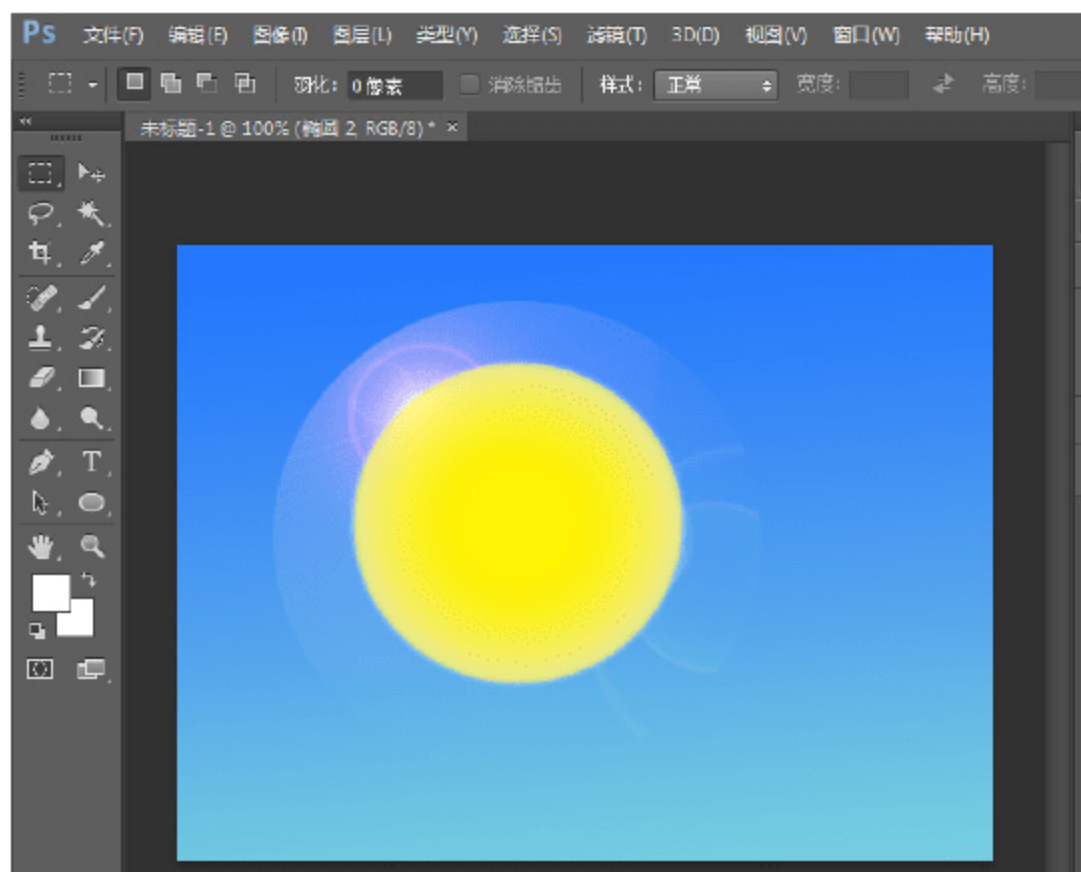 Ps 文件(F) 编辑(E) 图像(I) 图层(L) 类型(Y) 选择(S) 滤镜(T) 3D(D) 视图(V) 窗口(W) 帮助(H)
羽化: 0 像素 消除锯齿 样式: 正常 宽度: 高度:
未标题-1 @ 100% (椭圆 2, RGB/8) * ×
T